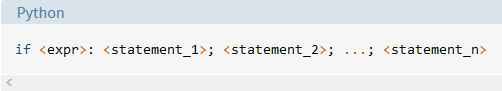 Python
if <expr>: <statement_1>; <statement_2>; ...; <statement_n>